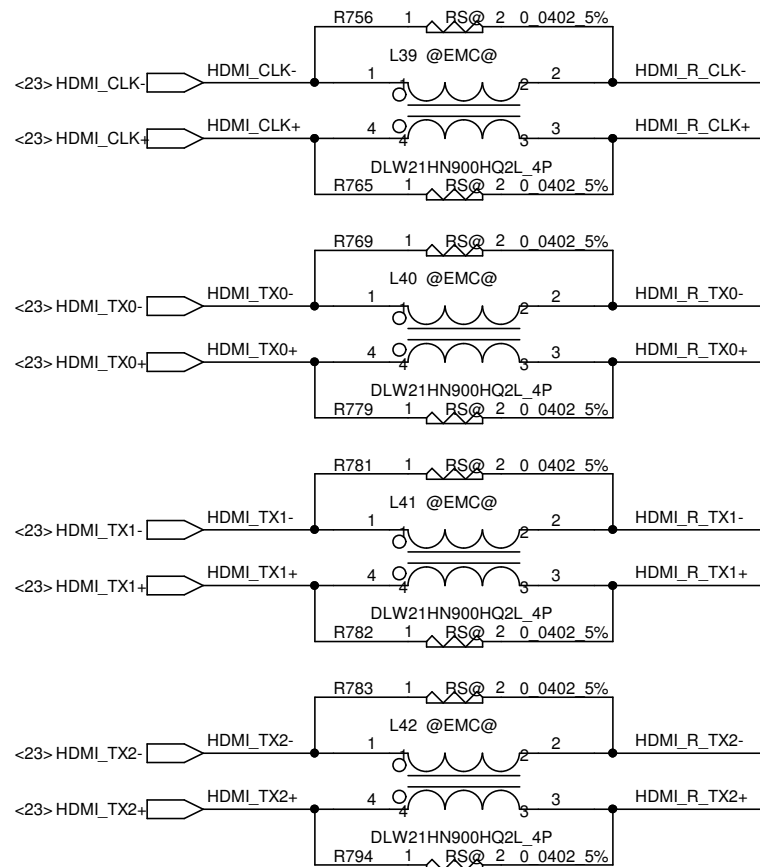 R756 1 RS@ 2 0_0402_5%
L39 @EMC@
<23> HDMI_CLK- HDMI_CLK- 1 1 2 2 HDMI_R_CLK-
<23> HDMI_CLK+ HDMI_CLK+ 4 4 3 3 HDMI_R_CLK+
DLW21HN900HQ2L_4P
R765 1 RS@ 2 0_0402_5%
R769 1 RS@ 2 0_0402_5%
L40 @EMC@
<23> HDMI_TX0- HDMI_TX0- 1 1 2 2 HDMI_R_TX0-
<23> HDMI_TX0+ HDMI_TX0+ 4 4 3 3 HDMI_R_TX0+
DLW21HN900HQ2L_4P
R779 1 RS@ 2 0_0402_5%
R781 1 RS@ 2 0_0402_5%
L41 @EMC@
<23> HDMI_TX1- HDMI_TX1- 1 1 2 2 HDMI_R_TX1-
<23> HDMI_TX1+ HDMI_TX1+ 4 4 3 3 HDMI_R_TX1+
DLW21HN900HQ2L_4P
R782 1 RS@ 2 0_0402_5%
R783 1 RS@ 2 0_0402_5%
L42 @EMC@
<23> HDMI_TX2- HDMI_TX2- 1 1 2 2 HDMI_R_TX2-
<23> HDMI_TX2+ HDMI_TX2+ 4 4 3 3 HDMI_R_TX2+
DLW21HN900HQ2L_4P
R794 1 RS@ 2 0_0402_5%